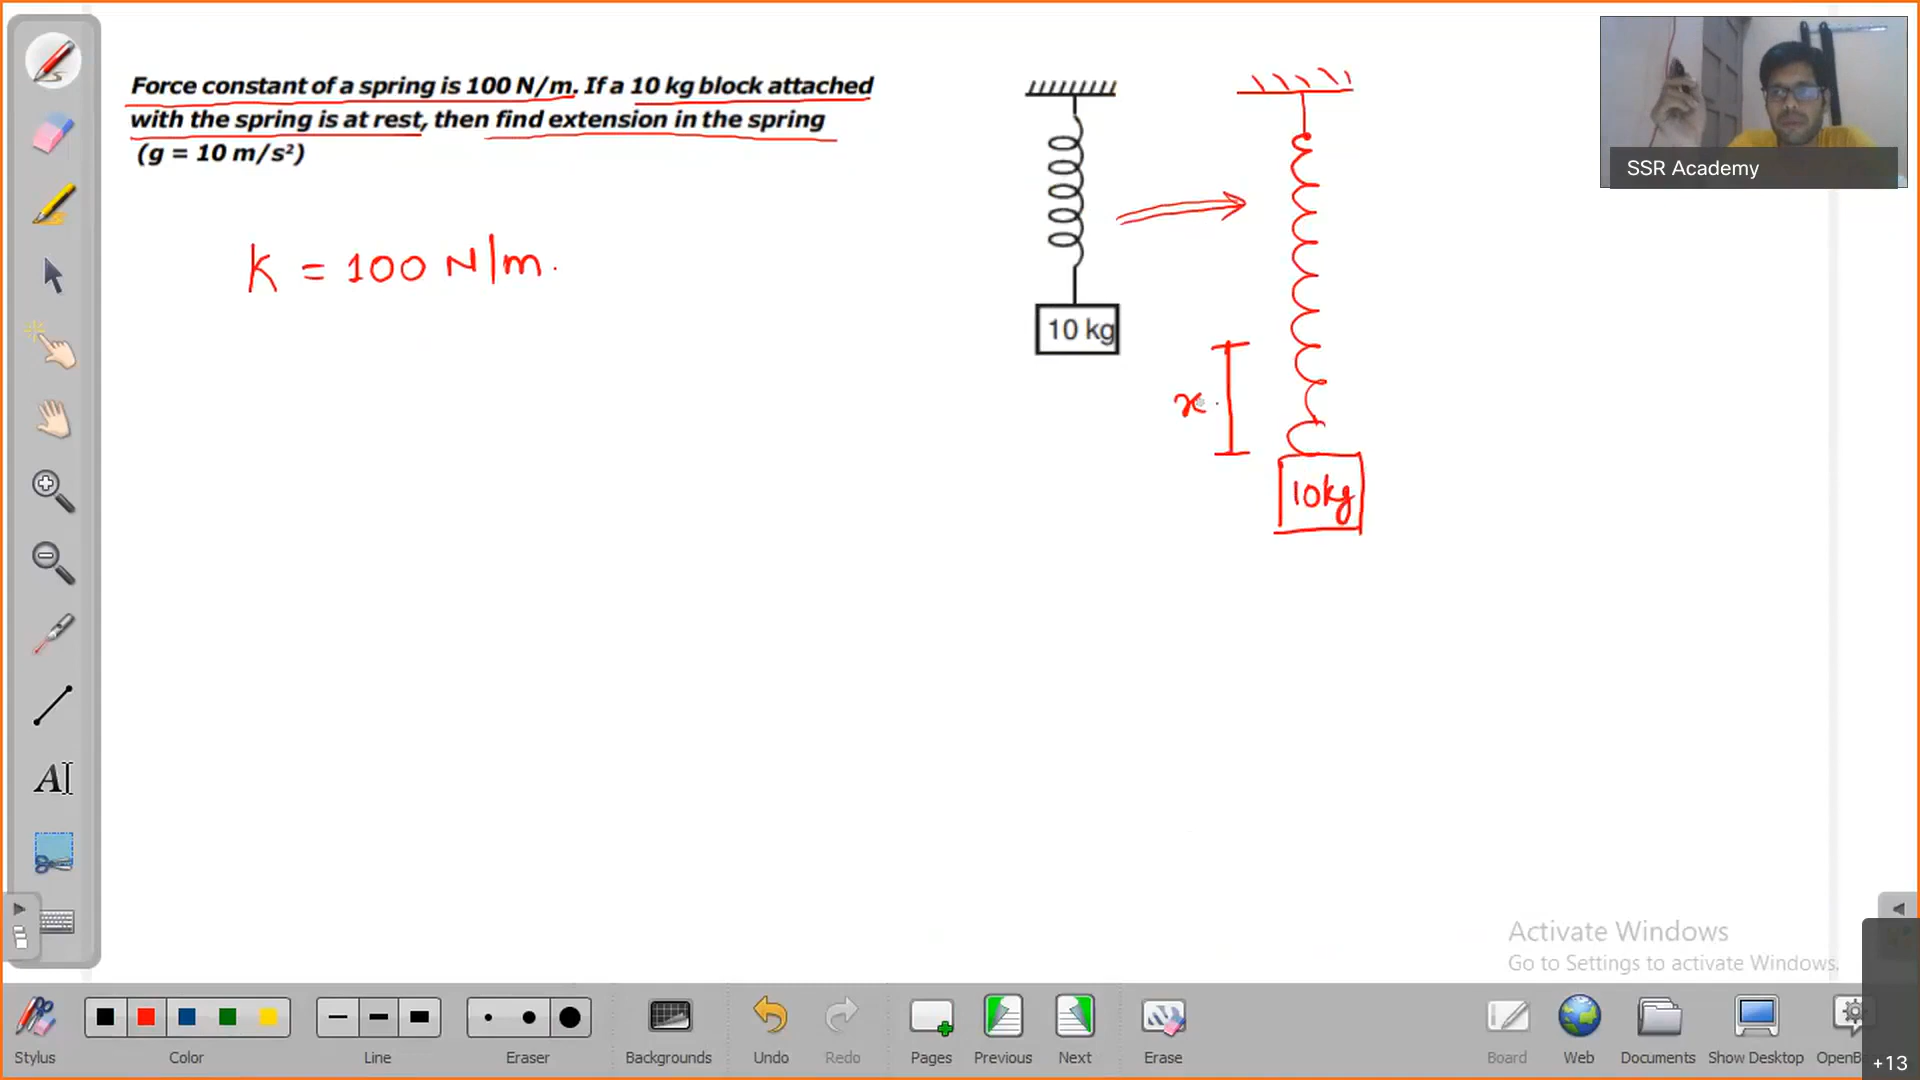 Force constant of a spring is 100 N/m. If a 10 kg block attached
with the spring is at rest, then find extension in the spring
(g = 10 m/s²)
K = 100 N/m.
10 kg
x
10kg
SSR Academy
A
Activate Windows
Go to Settings to activate Windows.
Stylus
Color
Line
Eraser
Backgrounds
Undo
Redo
Pages
Previous
Next
Erase
Board
Web
Documents
Show Desktop
OpenB
+13